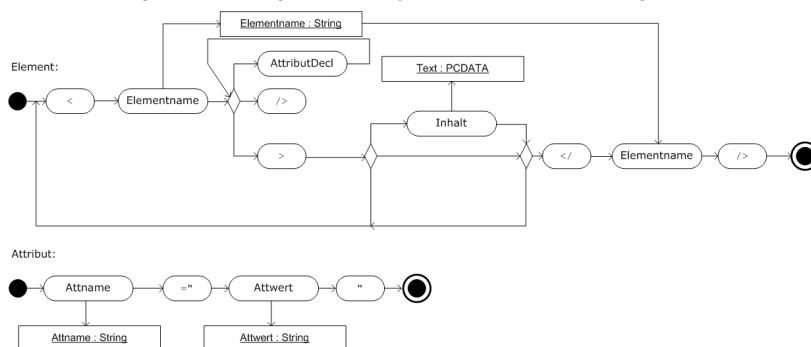 Elementname : String
Element:
AttributDecl
Text : PCDATA
<
Elementname
/>
Inhalt
>
</
Elementname
/>
Attribut:
Attname
="
Attwert
"
Attname : String
Attwert : String